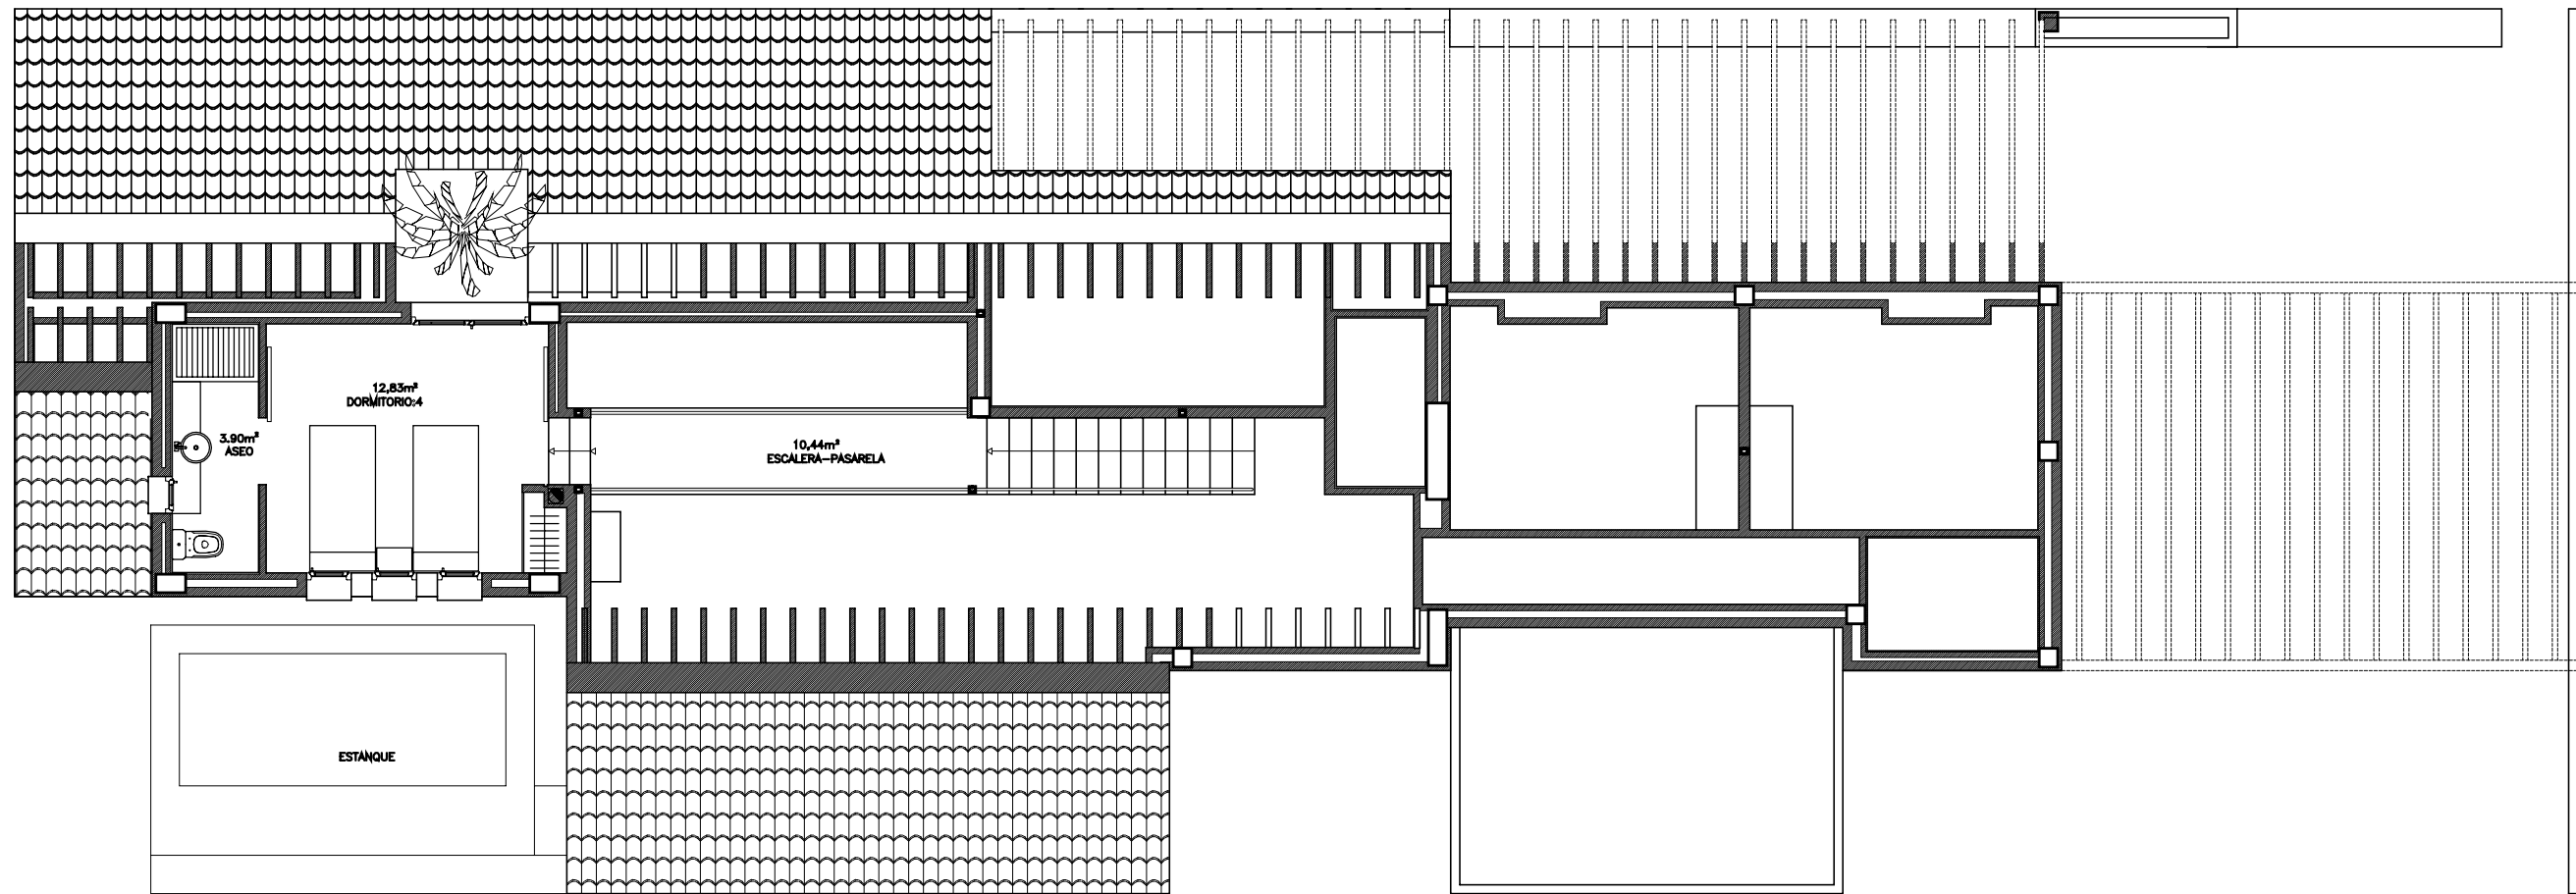 12,83m²
DORMITORIO:4
3.90m²
ASEO
10,44m²
ESCALERA-PASARELA
ESTANQUE